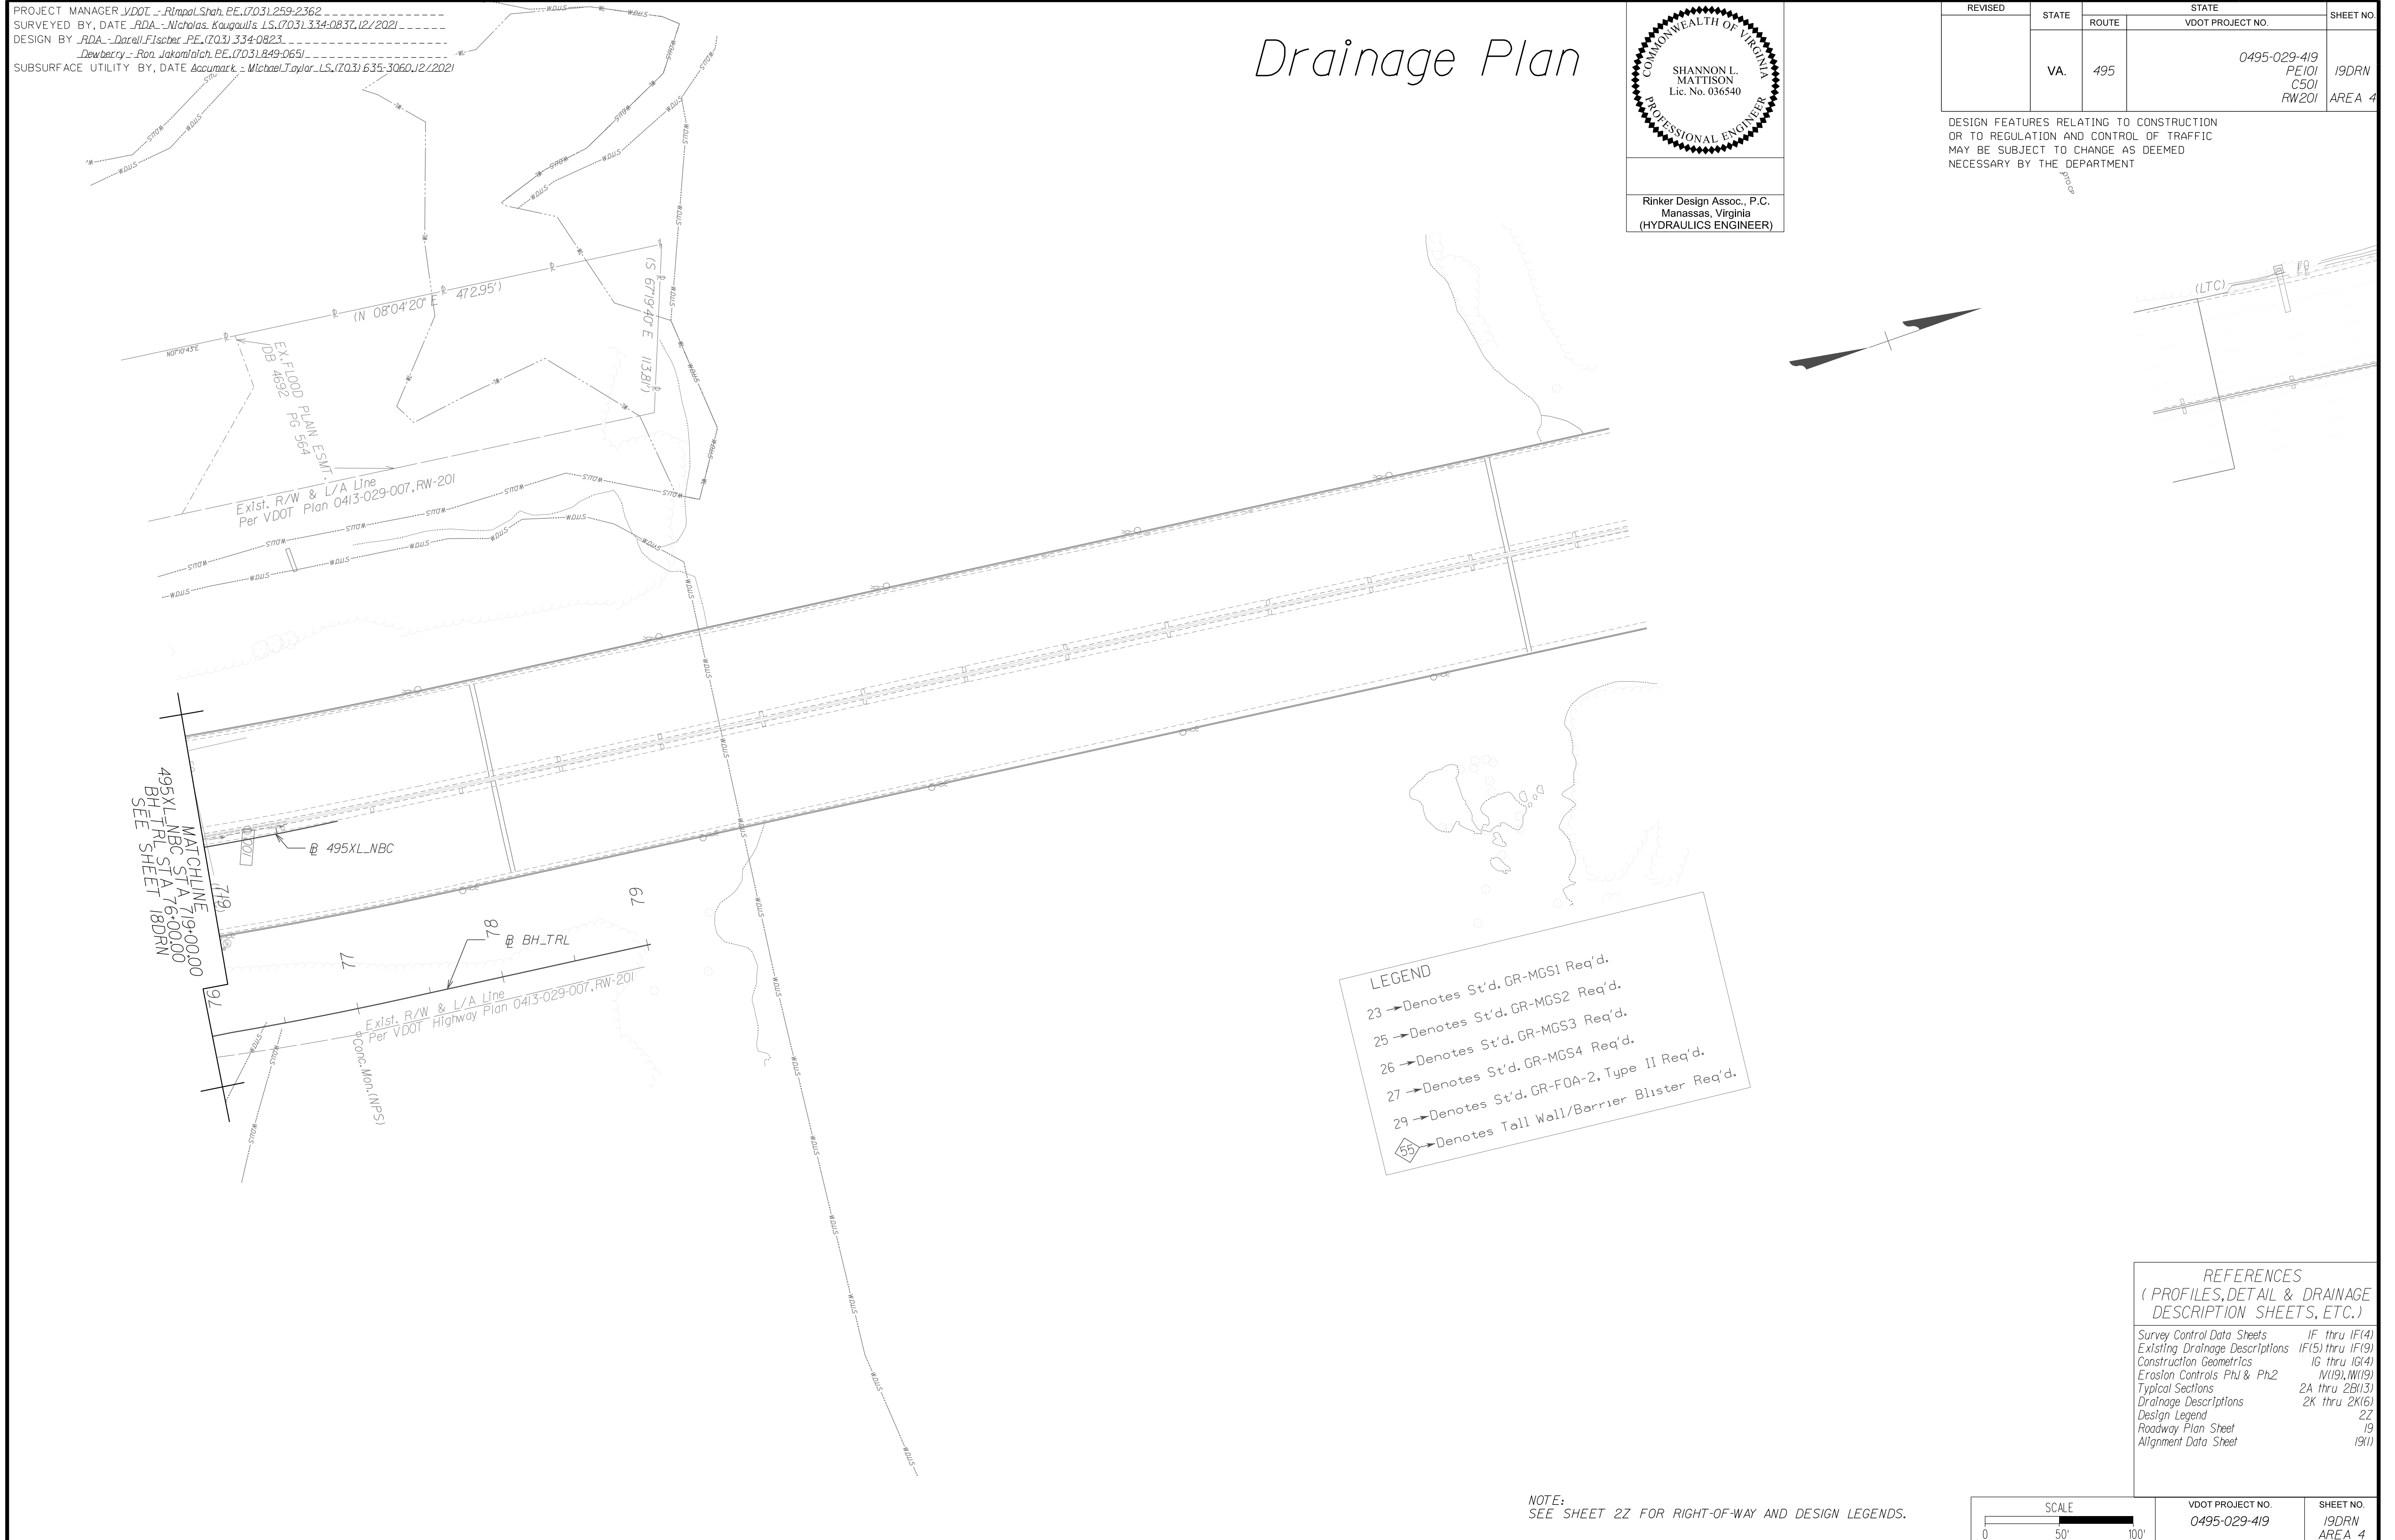 PROJECT MANAGER VDOT - Rimpal Shah, P.E. (703) 259-2362
SURVEYED BY, DATE RDA - Nicholas Kougoulis L.S. (703) 334-0837, 12/2021
DESIGN BY RDA - Darell Fischer P.E. (703) 334-0823
Dewberry - Ron Jakominich P.E. (703) 849-0651
SUBSURFACE UTILITY BY, DATE Accumark - Michael Taylor L.S. (703) 635-3060, 12/2021
Drainage Plan
COMMONWEALTH OF VIRGINIA
SHANNON L.
MATTISON
Lic. No. 036540
PROFESSIONAL ENGINEER
Rinker Design Assoc., P.C.
Manassas, Virginia
(HYDRAULICS ENGINEER)
REVISED
STATE
STATE
SHEET NO.
ROUTE
VDOT PROJECT NO.
VA.
495
0495-029-419
PE101
C501
RW201
19DRN
AREA 4
DESIGN FEATURES RELATING TO CONSTRUCTION
OR TO REGULATION AND CONTROL OF TRAFFIC
MAY BE SUBJECT TO CHANGE AS DEEMED
NECESSARY BY THE DEPARTMENT
(LTC)
(N 08°04'20" E 472.95')
(S 67°19'40" E 113.81')
N07°10'43"E
EX. FLOOD PLAIN ESMT.
DB 4692 PG 564
Exist. R/W & L/A Line
Per VDOT Plan 0413-029-007, RW-201
WOUS
WOUS
WOUS
WOUS
MATCHLINE
495XL_NBC STA 719+00.00
BH_TRL STA 76+00.00
SEE SHEET 18DRN
719
76
77
78
79
BL 495XL_NBC
BL BH_TRL
Exist. R/W & L/A Line
Per VDOT Highway Plan 0413-029-007, RW-201
Conc. Mon. (NPS)
LEGEND
23 Denotes St'd. GR-MGS1 Req'd.
25 Denotes St'd. GR-MGS2 Req'd.
26 Denotes St'd. GR-MGS3 Req'd.
27 Denotes St'd. GR-MGS4 Req'd.
29 Denotes St'd. GR-FOA-2, Type II Req'd.
55 Denotes Tall Wall/Barrier Blister Req'd.
REFERENCES
( PROFILES, DETAIL & DRAINAGE
DESCRIPTION SHEETS, ETC.)
Survey Control Data Sheets 1F thru 1F(4)
Existing Drainage Descriptions 1F(5) thru 1F(9)
Construction Geometrics 1G thru 1G(4)
Erosion Controls Ph.1 & Ph.2 1V(19), 1W(19)
Typical Sections 2A thru 2B(13)
Drainage Descriptions 2K thru 2K(6)
Design Legend 2Z
Roadway Plan Sheet 19
Alignment Data Sheet 19(1)
NOTE:
SEE SHEET 2Z FOR RIGHT-OF-WAY AND DESIGN LEGENDS.
SCALE
0 50' 100'
VDOT PROJECT NO.
0495-029-419
SHEET NO.
19DRN
AREA 4